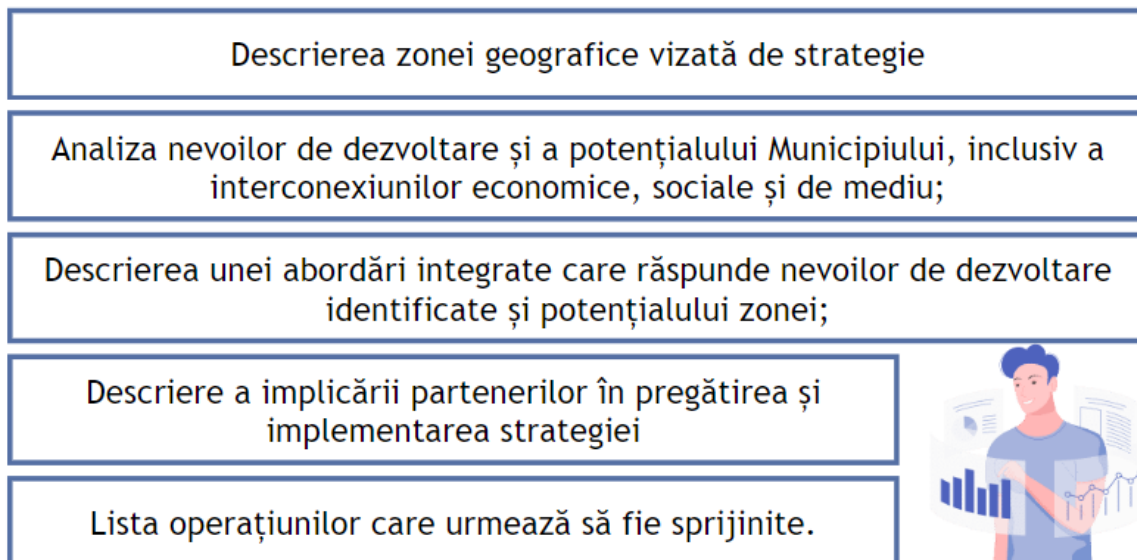 Descrierea zonei geografice vizată de strategie
Analiza nevoilor de dezvoltare și a potențialului Municipiului, inclusiv a
interconexiunilor economice, sociale și de mediu;
Descrierea unei abordări integrate care răspunde nevoilor de dezvoltare
identificate și potențialului zonei;
Descriere a implicării partenerilor în pregătirea și
implementarea strategiei
Lista operațiunilor care urmează să fie sprijinite.